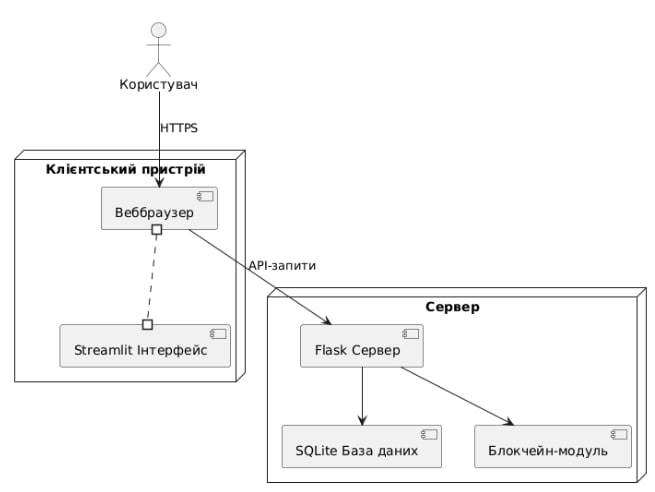 Користувач
HTTPS
Клієнтський пристрій
Веббраузер
API-запити
Сервер
Streamlit Інтерфейс
Flask Сервер
SQLite База даних
Блокчейн-модуль